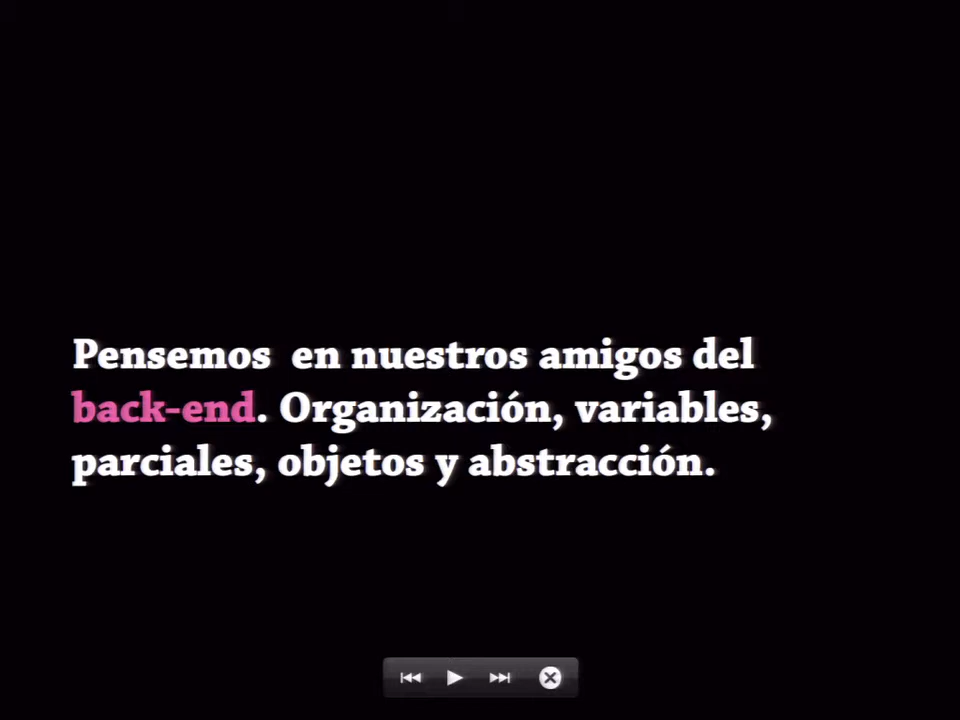 Pensemos en nuestros amigos del
back-end. Organización, variables,
parciales, objetos y abstracción.